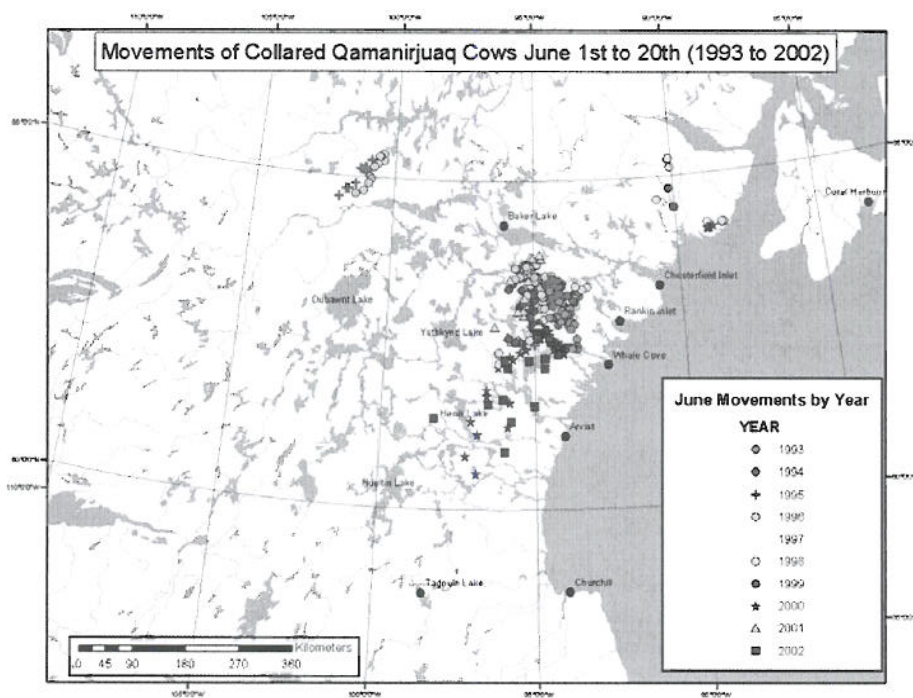 Movements of Collared Qamanirjuaq Cows June 1st to 20th (1993 to 2002)
Coral Harbour
Baker Lake
Chesterfield Inlet
Dubawnt Lake
Rankin Inlet
Yathkyed Lake
Whale Cove
Arviat
Nueltin Lake
Churchill
June Movements by Year
YEAR
1993
1994
1995
1996
1997
1998
1999
2000
2001
2002
Kilometers
0 45 90 180 270 360